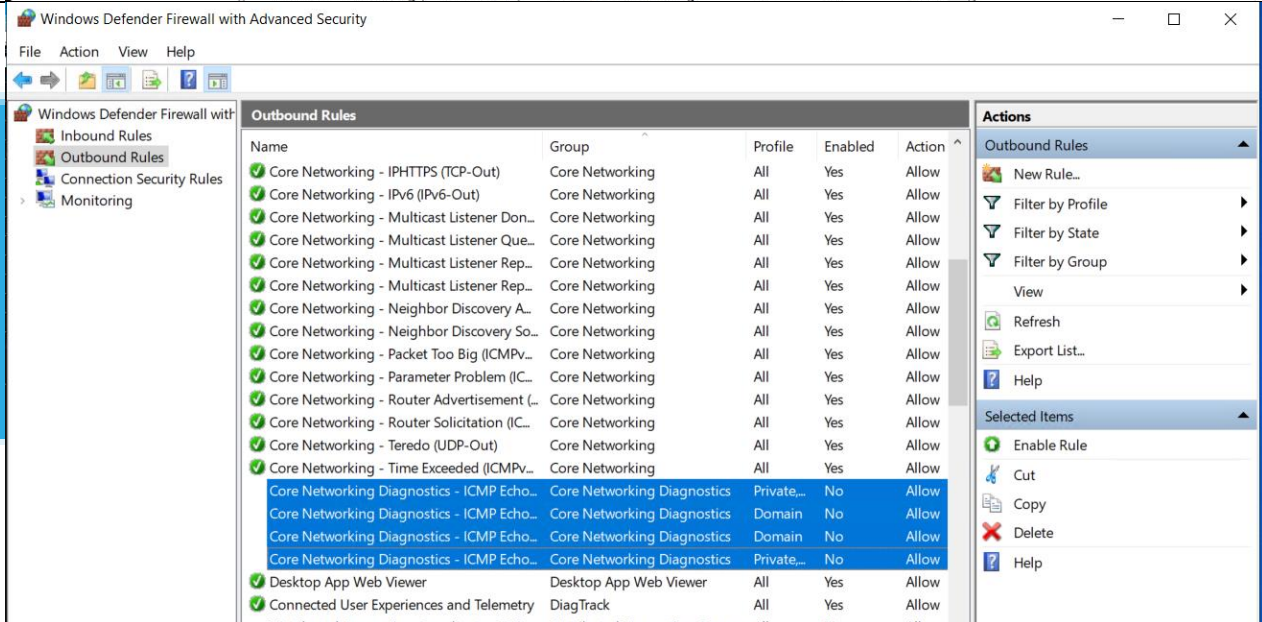 Windows Defender Firewall with Advanced Security
File Action View Help
Windows Defender Firewall with
Inbound Rules
Outbound Rules
Connection Security Rules
Monitoring
Outbound Rules
Name Group Profile Enabled Action
Core Networking - IPHTTPS (TCP-Out) Core Networking All Yes Allow
Core Networking - IPv6 (IPv6-Out) Core Networking All Yes Allow
Core Networking - Multicast Listener Don... Core Networking All Yes Allow
Core Networking - Multicast Listener Que... Core Networking All Yes Allow
Core Networking - Multicast Listener Rep... Core Networking All Yes Allow
Core Networking - Multicast Listener Rep... Core Networking All Yes Allow
Core Networking - Neighbor Discovery A... Core Networking All Yes Allow
Core Networking - Neighbor Discovery So... Core Networking All Yes Allow
Core Networking - Packet Too Big (ICMPv... Core Networking All Yes Allow
Core Networking - Parameter Problem (IC... Core Networking All Yes Allow
Core Networking - Router Advertisement (... Core Networking All Yes Allow
Core Networking - Router Solicitation (IC... Core Networking All Yes Allow
Core Networking - Teredo (UDP-Out) Core Networking All Yes Allow
Core Networking - Time Exceeded (ICMPv... Core Networking All Yes Allow
Core Networking Diagnostics - ICMP Echo... Core Networking Diagnostics Private,... No Allow
Core Networking Diagnostics - ICMP Echo... Core Networking Diagnostics Domain No Allow
Core Networking Diagnostics - ICMP Echo... Core Networking Diagnostics Domain No Allow
Core Networking Diagnostics - ICMP Echo... Core Networking Diagnostics Private,... No Allow
Desktop App Web Viewer Desktop App Web Viewer All Yes Allow
Connected User Experiences and Telemetry DiagTrack All Yes Allow
Actions
Outbound Rules
New Rule...
Filter by Profile
Filter by State
Filter by Group
View
Refresh
Export List...
Help
Selected Items
Enable Rule
Cut
Copy
Delete
Help